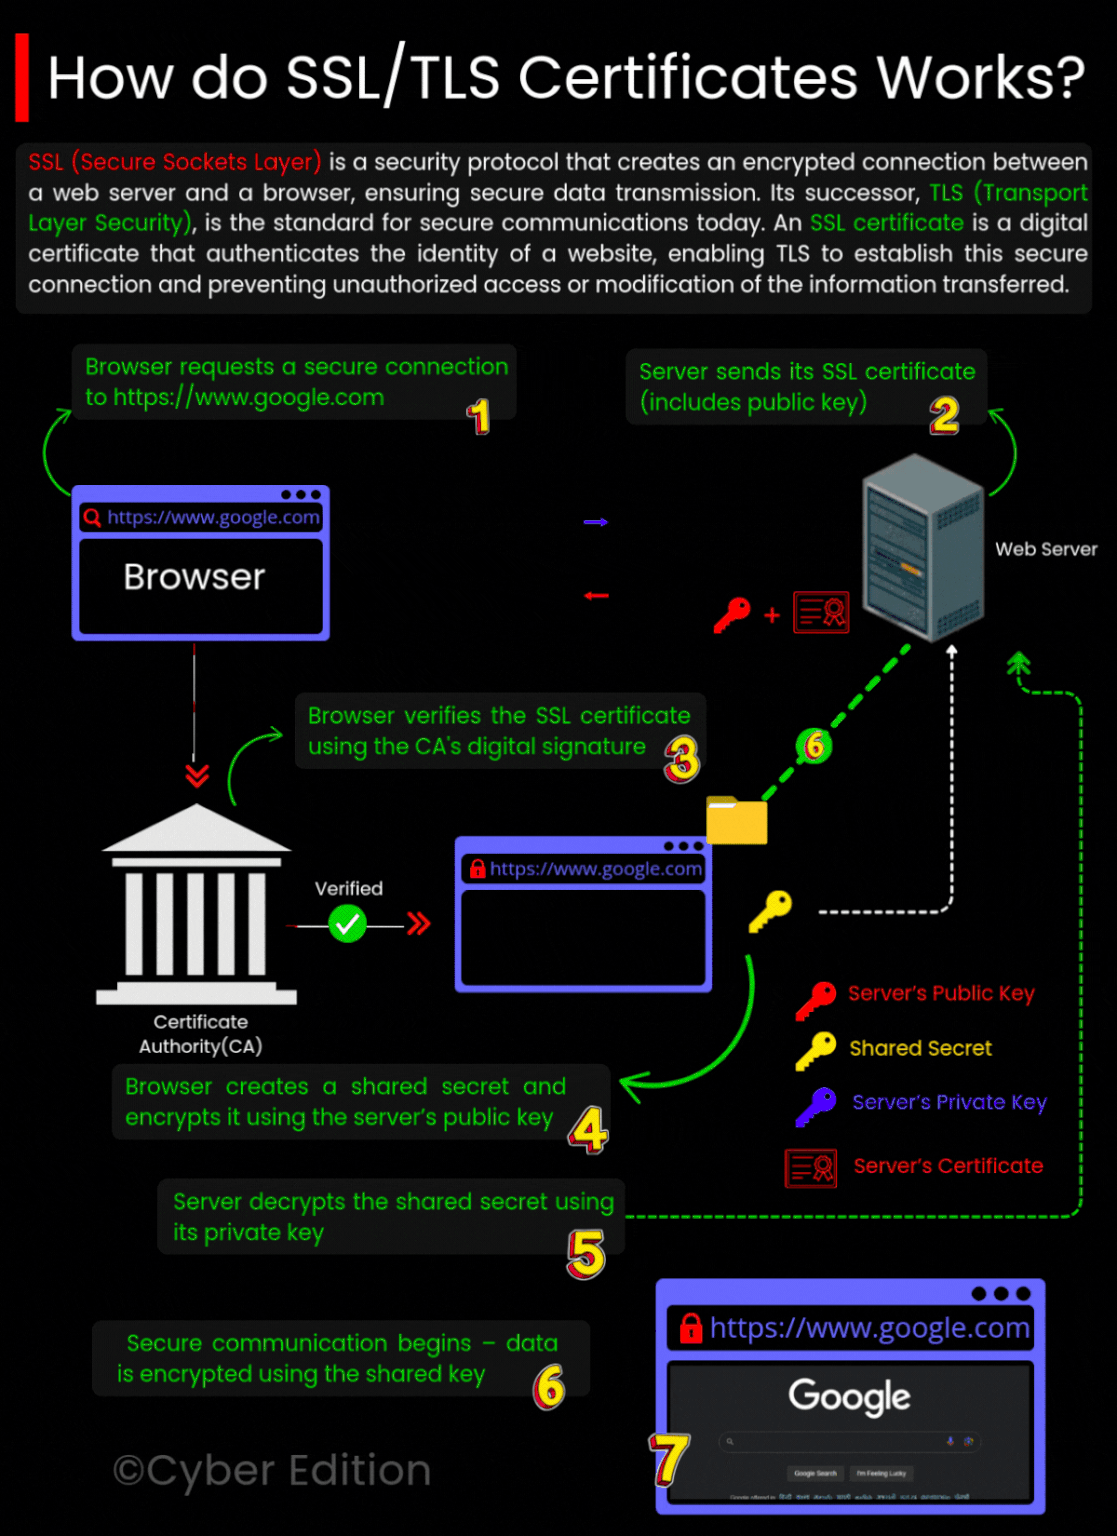 How do SSL/TLS Certificates Works?
SSL (Secure Sockets Layer) is a security protocol that creates an encrypted connection between
a web server and a browser, ensuring secure data transmission. Its successor, TLS (Transport
Layer Security), is the standard for secure communications today. An SSL certificate is a digital
certificate that authenticates the identity of a website, enabling TLS to establish this secure
connection and preventing unauthorized access or modification of the information transferred.
Browser requests a secure connection
to https://www.google.com
1
Server sends its SSL certificate
(includes public key)
2
https://www.google.com
Browser
Web Server
+
Browser verifies the SSL certificate
using the CA's digital signature
3
6
https://www.google.com
Verified
Certificate
Authority(CA)
Server's Public Key
Shared Secret
Server's Private Key
Server's Certificate
Browser creates a shared secret and
encrypts it using the server's public key
4
Server decrypts the shared secret using
its private key
5
Secure communication begins – data
is encrypted using the shared key
6
https://www.google.com
Google
Google Search
I'm Feeling Lucky
7
Google offered in:
©Cyber Edition